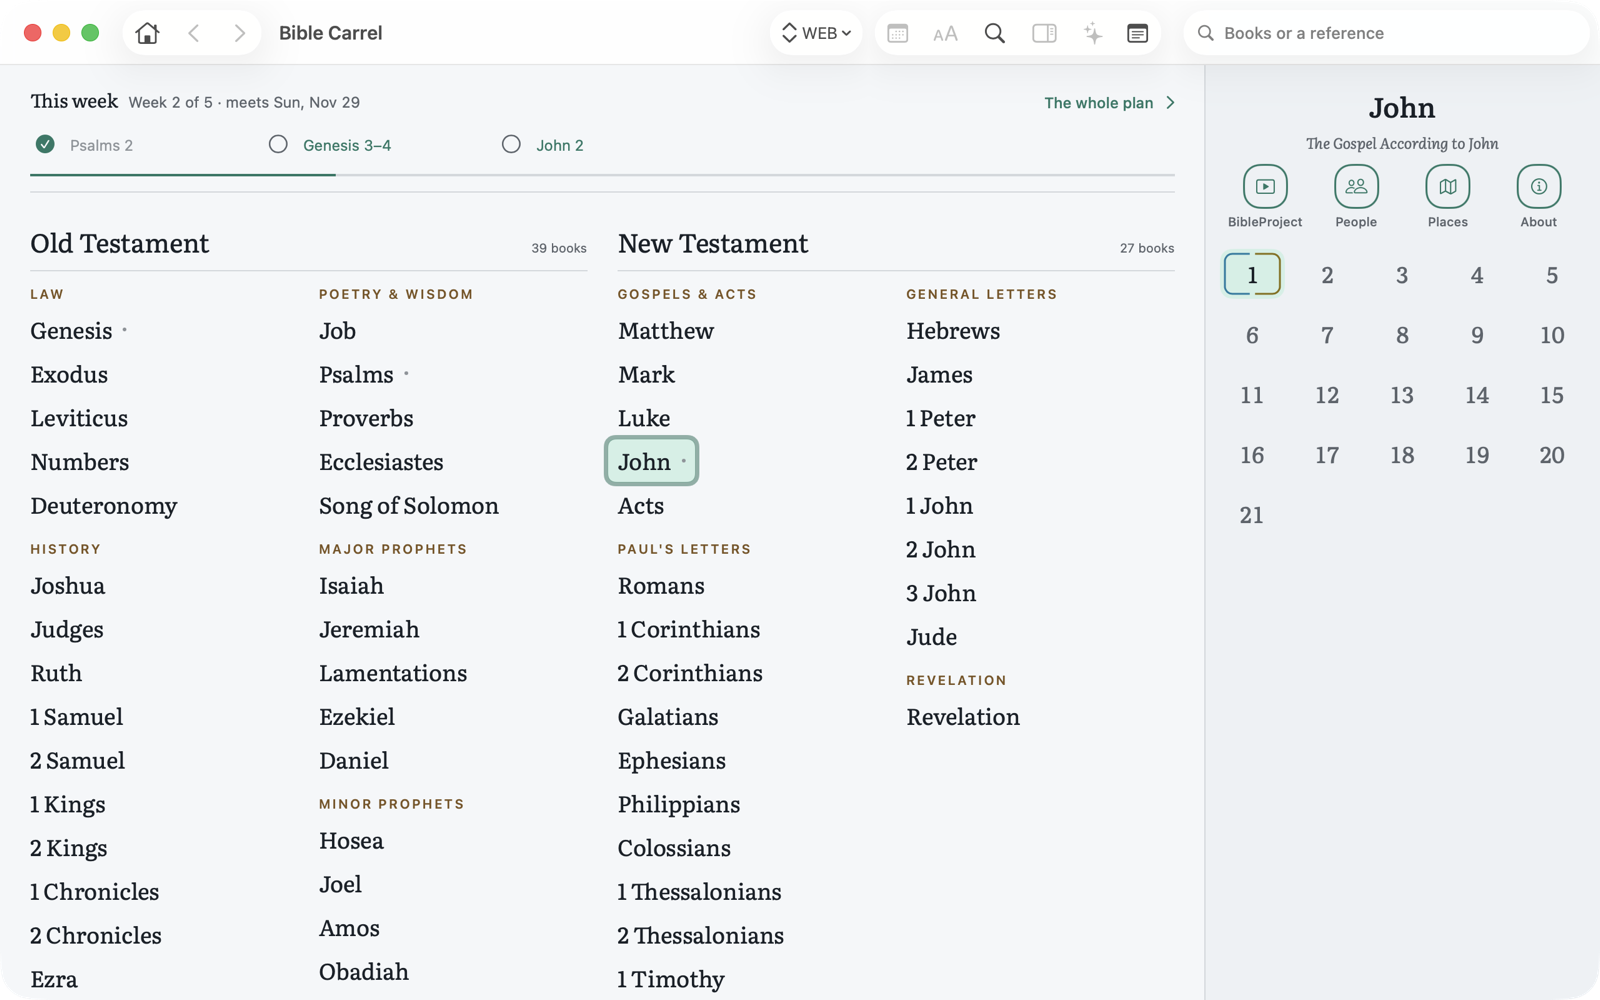 Bible Carrel
WEB
AA
Books or a reference
This week Week 2 of 5 · meets Sun, Nov 29
The whole plan
Psalms 2
Genesis 3–4
John 2
Old Testament
39 books
LAW
Genesis
Exodus
Leviticus
Numbers
Deuteronomy
HISTORY
Joshua
Judges
Ruth
1 Samuel
2 Samuel
1 Kings
2 Kings
1 Chronicles
2 Chronicles
Ezra
POETRY & WISDOM
Job
Psalms
Proverbs
Ecclesiastes
Song of Solomon
MAJOR PROPHETS
Isaiah
Jeremiah
Lamentations
Ezekiel
Daniel
MINOR PROPHETS
Hosea
Joel
Amos
Obadiah
New Testament
27 books
GOSPELS & ACTS
Matthew
Mark
Luke
John
Acts
PAUL'S LETTERS
Romans
1 Corinthians
2 Corinthians
Galatians
Ephesians
Philippians
Colossians
1 Thessalonians
2 Thessalonians
1 Timothy
GENERAL LETTERS
Hebrews
James
1 Peter
2 Peter
1 John
2 John
3 John
Jude
REVELATION
Revelation
John
The Gospel According to John
BibleProject People Places About
1 2 3 4 5
6 7 8 9 10
11 12 13 14 15
16 17 18 19 20
21